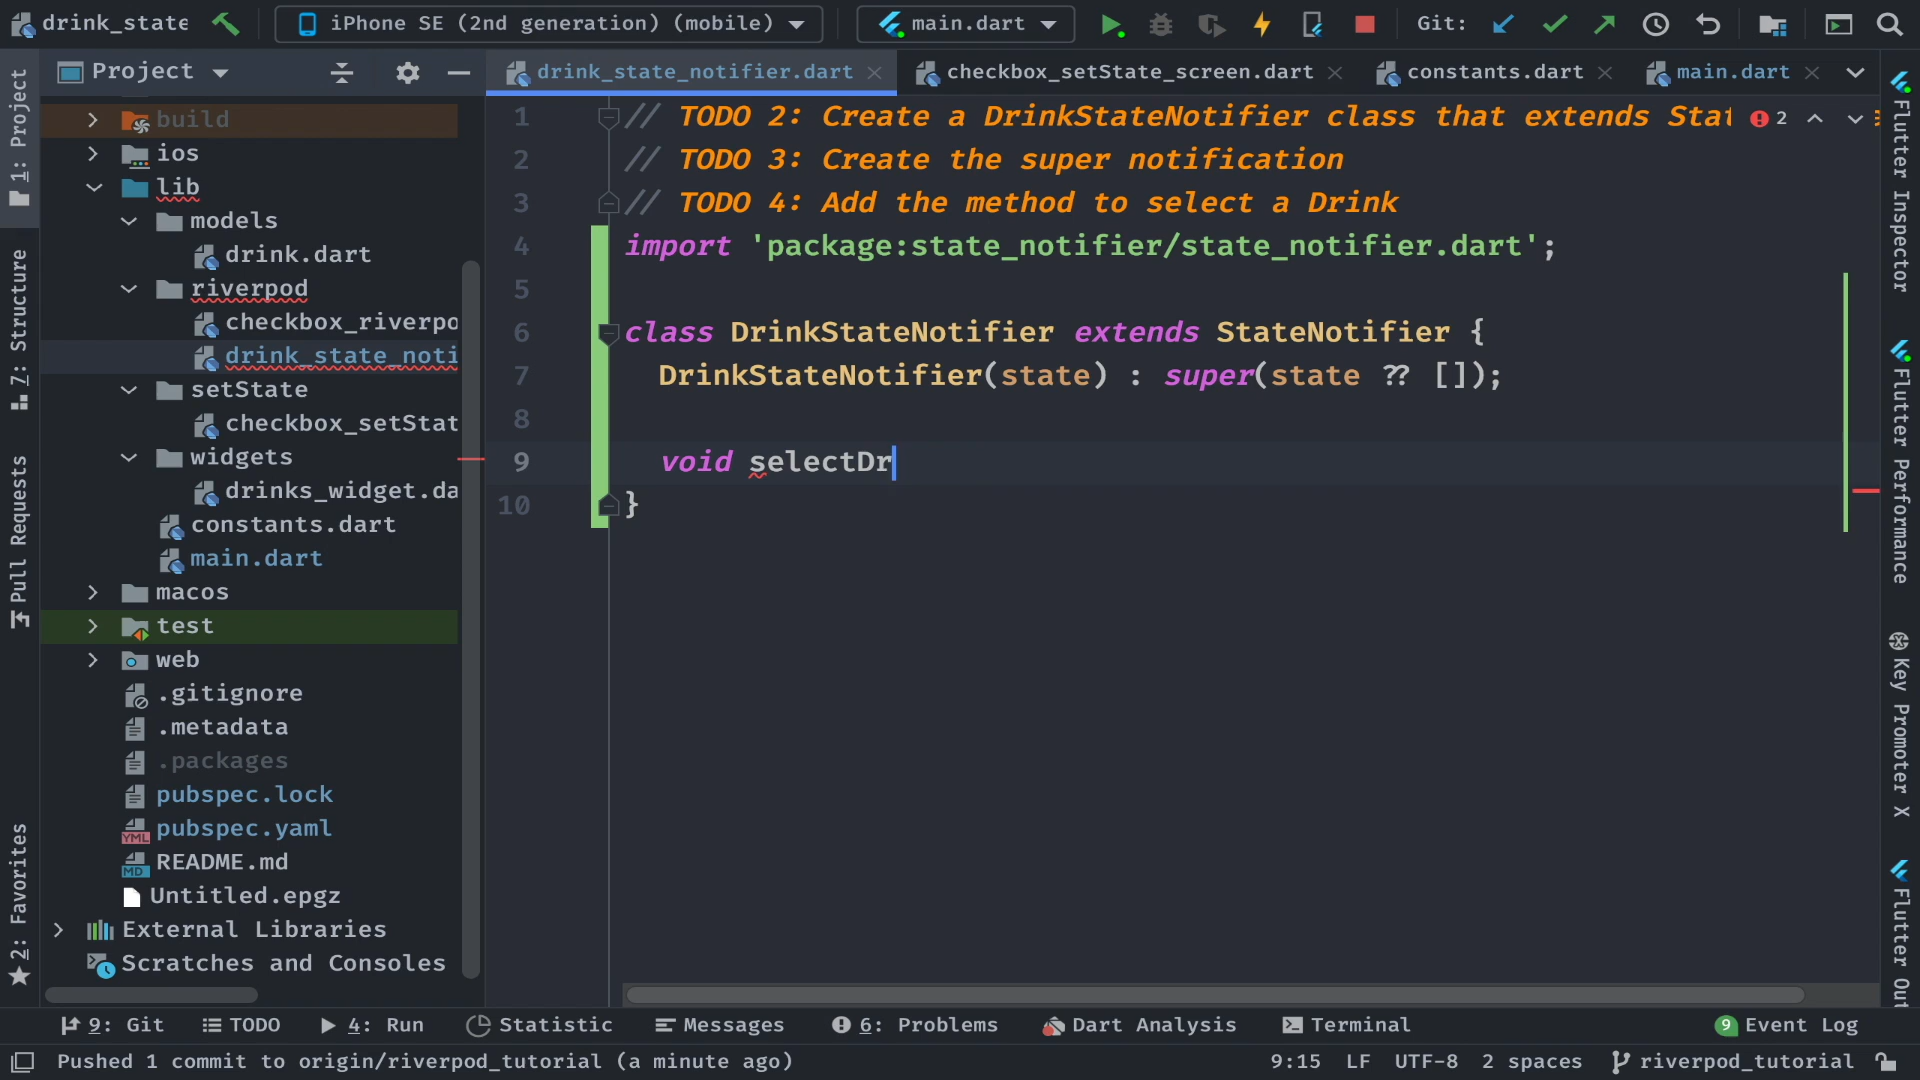 drink_state
iPhone SE (2nd generation) (mobile)
main.dart
Git:
Project
drink_state_notifier.dart
checkbox_setState_screen.dart
constants.dart
main.dart
1: Project
7: Structure
Pull Requests
2: Favorites
build
ios
lib
models
drink.dart
riverpod
checkbox_riverpo
drink_state_noti
setState
checkbox_setStat
widgets
drinks_widget.da
constants.dart
main.dart
macos
test
web
.gitignore
.metadata
.packages
pubspec.lock
pubspec.yaml
README.md
Untitled.epgz
External Libraries
Scratches and Consoles
1 // TODO 2: Create a DrinkStateNotifier class that extends Stat
2
2 // TODO 3: Create the super notification
3 // TODO 4: Add the method to select a Drink
4 import 'package:state_notifier/state_notifier.dart';
5
6 class DrinkStateNotifier extends StateNotifier {
7 DrinkStateNotifier(state) : super(state ?? []);
8
9 void selectDr
10 }
Flutter Inspector
Flutter Performance
Key Promoter X
Flutter Out
9: Git
TODO
4: Run
Statistic
Messages
6: Problems
Dart Analysis
Terminal
9 Event Log
Pushed 1 commit to origin/riverpod_tutorial (a minute ago)
9:15
LF
UTF-8
2 spaces
riverpod_tutorial